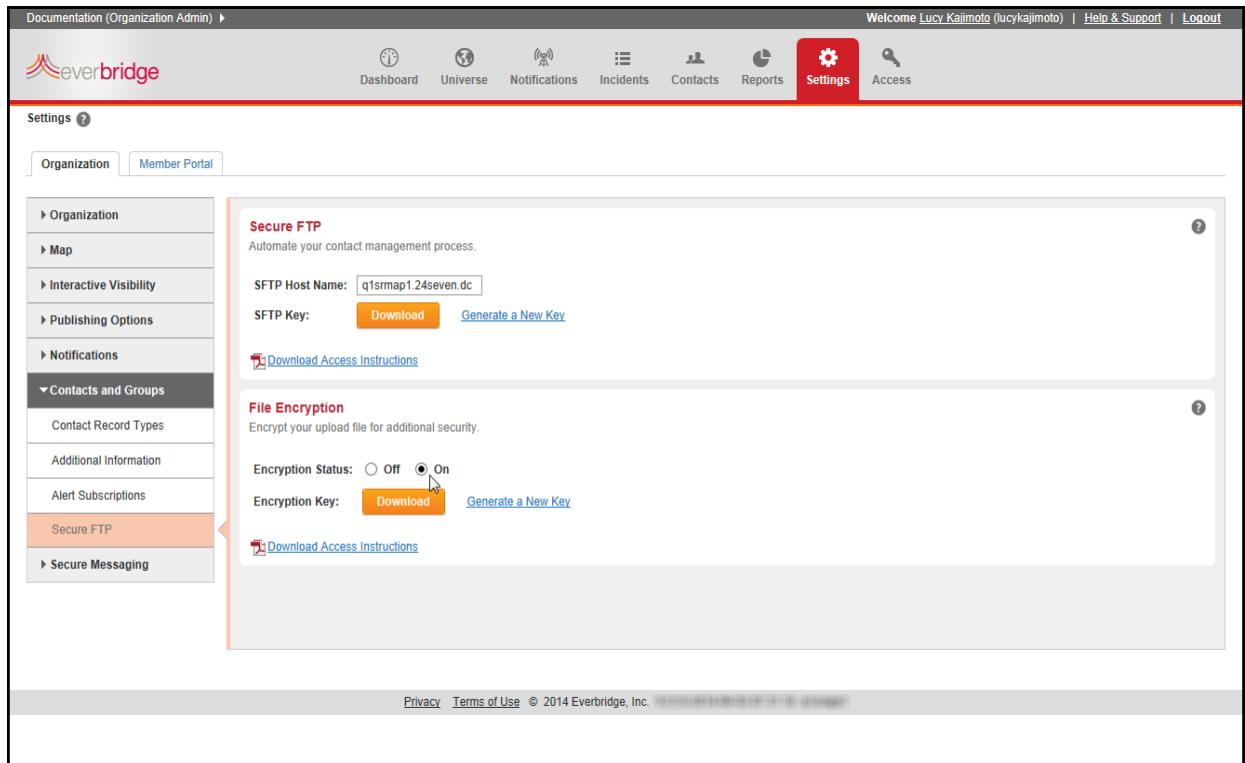 Documentation (Organization Admin) Welcome Lucy Kajimoto (lucykajimoto) | Help & Support | Logout
everbridge
Dashboard Universe Notifications Incidents Contacts Reports Settings Access
Settings ?
Organization Member Portal
Organization
Map
Interactive Visibility
Publishing Options
Notifications
Contacts and Groups
Contact Record Types
Additional Information
Alert Subscriptions
Secure FTP
Secure Messaging
Secure FTP ?
Automate your contact management process.
SFTP Host Name: q1srmap1.24seven.dc
SFTP Key: Download Generate a New Key
Download Access Instructions
File Encryption ?
Encrypt your upload file for additional security.
Encryption Status: Off On
Encryption Key: Download Generate a New Key
Download Access Instructions
Privacy Terms of Use © 2014 Everbridge, Inc.